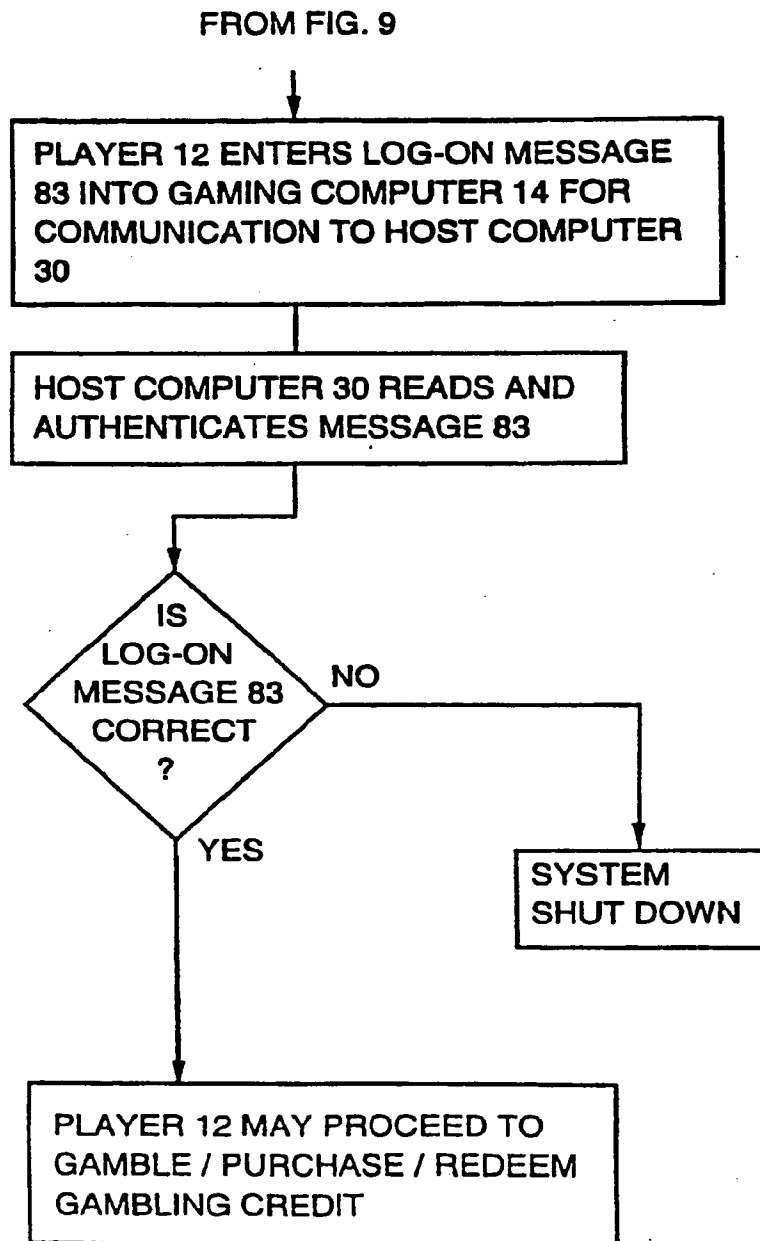 FROM FIG. 9
PLAYER 12 ENTERS LOG-ON MESSAGE
83 INTO GAMING COMPUTER 14 FOR
COMMUNICATION TO HOST COMPUTER
30
HOST COMPUTER 30 READS AND
AUTHENTICATES MESSAGE 83
IS
LOG-ON
MESSAGE 83
CORRECT
?
NO
YES
SYSTEM
SHUT DOWN
PLAYER 12 MAY PROCEED TO
GAMBLE / PURCHASE / REDEEM
GAMBLING CREDIT